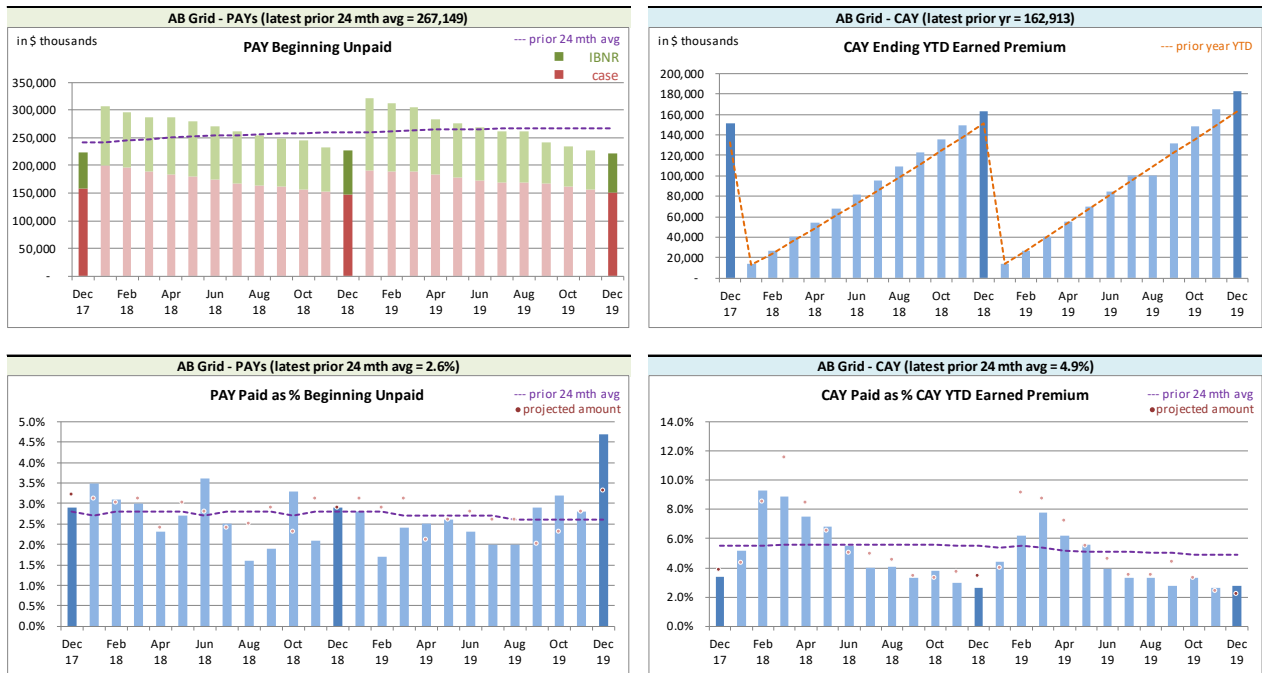 AB Grid - PAYs (latest prior 24 mth avg = 267,149)
in $ thousands
PAY Beginning Unpaid
--- prior 24 mth avg
IBNR
case
350,000
300,000
250,000
200,000
150,000
100,000
50,000
-
Dec Feb Apr Jun Aug Oct Dec Feb Apr Jun Aug Oct Dec
17 18 18 18 18 18 18 19 19 19 19 19 19
AB Grid - CAY (latest prior yr = 162,913)
in $ thousands
CAY Ending YTD Earned Premium
--- prior year YTD
200,000
180,000
160,000
140,000
120,000
100,000
80,000
60,000
40,000
20,000
-
Dec Feb Apr Jun Aug Oct Dec Feb Apr Jun Aug Oct Dec
17 18 18 18 18 18 18 19 19 19 19 19 19
AB Grid - PAYs (latest prior 24 mth avg = 2.6%)
PAY Paid as % Beginning Unpaid
--- prior 24 mth avg
•projected amount
5.0%
4.5%
4.0%
3.5%
3.0%
2.5%
2.0%
1.5%
1.0%
0.5%
0.0%
Dec Feb Apr Jun Aug Oct Dec Feb Apr Jun Aug Oct Dec
17 18 18 18 18 18 18 19 19 19 19 19 19
AB Grid - CAY (latest prior 24 mth avg = 4.9%)
CAY Paid as % CAY YTD Earned Premium
--- prior 24 mth avg
•projected amount
14.0%
12.0%
10.0%
8.0%
6.0%
4.0%
2.0%
0.0%
Dec Feb Apr Jun Aug Oct Dec Feb Apr Jun Aug Oct Dec
17 18 18 18 18 18 18 19 19 19 19 19 19